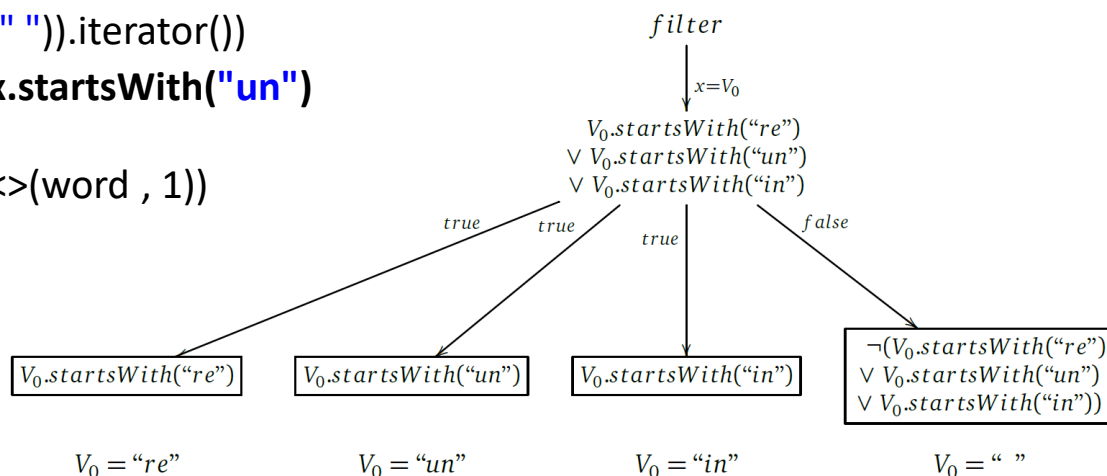 " ")).iterator())
x.startsWith("un")
<>(word , 1))
filter
x=V₀
V₀.startsWith(“re”)
∨ V₀.startsWith(“un”)
∨ V₀.startsWith(“in”)
true true true false
V₀.startsWith(“re”) V₀.startsWith(“un”) V₀.startsWith(“in”)
¬(V₀.startsWith(“re”)
∨ V₀.startsWith(“un”)
∨ V₀.startsWith(“in”))
V₀ = “re” V₀ = “un” V₀ = “in” V₀ = “ ”